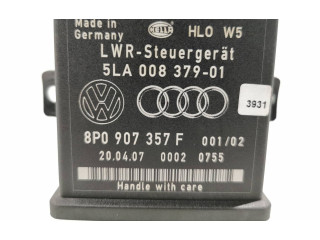 Made in
Germany
HELLA
HLO W5
LWR-Steuergerät
5LA 008 379-01
3931
8P0 907 357 F 001/02
20.04.07 0002 0755
Handle with care